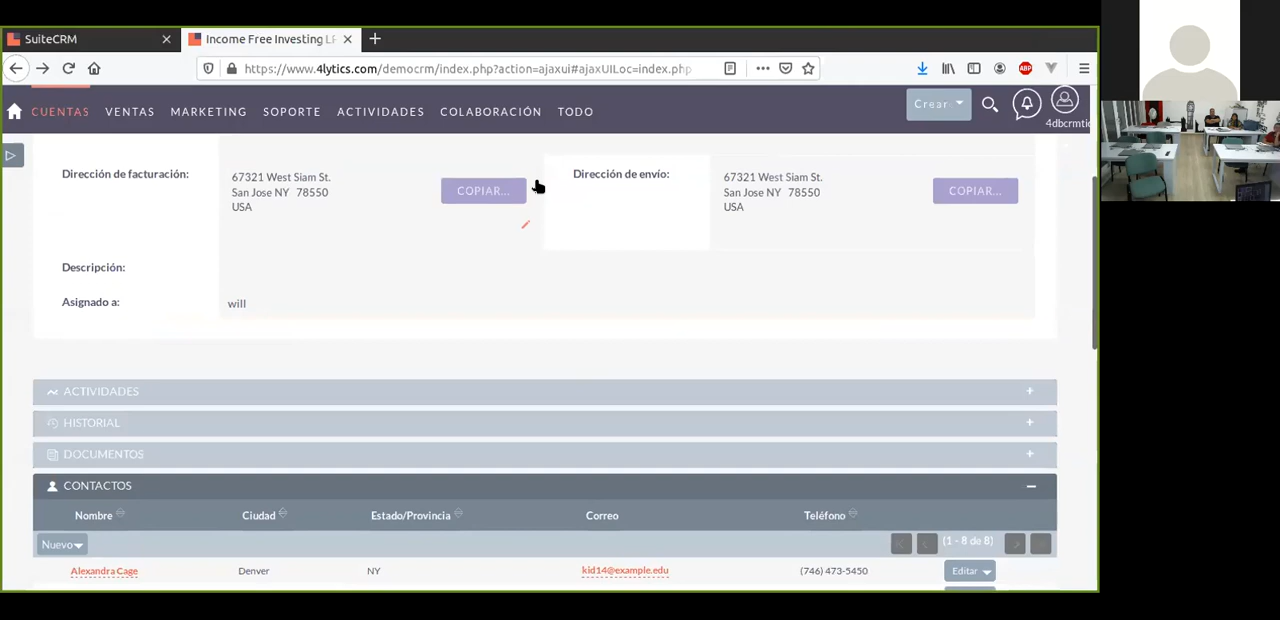 SuiteCRM
Income Free Investing LP
https://www.4lytics.com/democrm/index.php?action=ajaxui#ajaxUILoc=index.php
ABP
CUENTAS VENTAS MARKETING SOPORTE ACTIVIDADES COLABORACIÓN TODO
Crear
4dbcrmtic
Dirección de facturación:
67321 West Siam St.
San Jose NY 78550
USA
COPIAR...
Dirección de envío:
67321 West Siam St.
San Jose NY 78550
USA
COPIAR...
Descripción:
Asignado a: will
ACTIVIDADES
HISTORIAL
DOCUMENTOS
CONTACTOS
Nombre Ciudad Estado/Provincia Correo Teléfono
Nuevo (1 - 8 de 8)
Alexandra Cage Denver NY kid14@example.edu (746) 473-5450 Editar